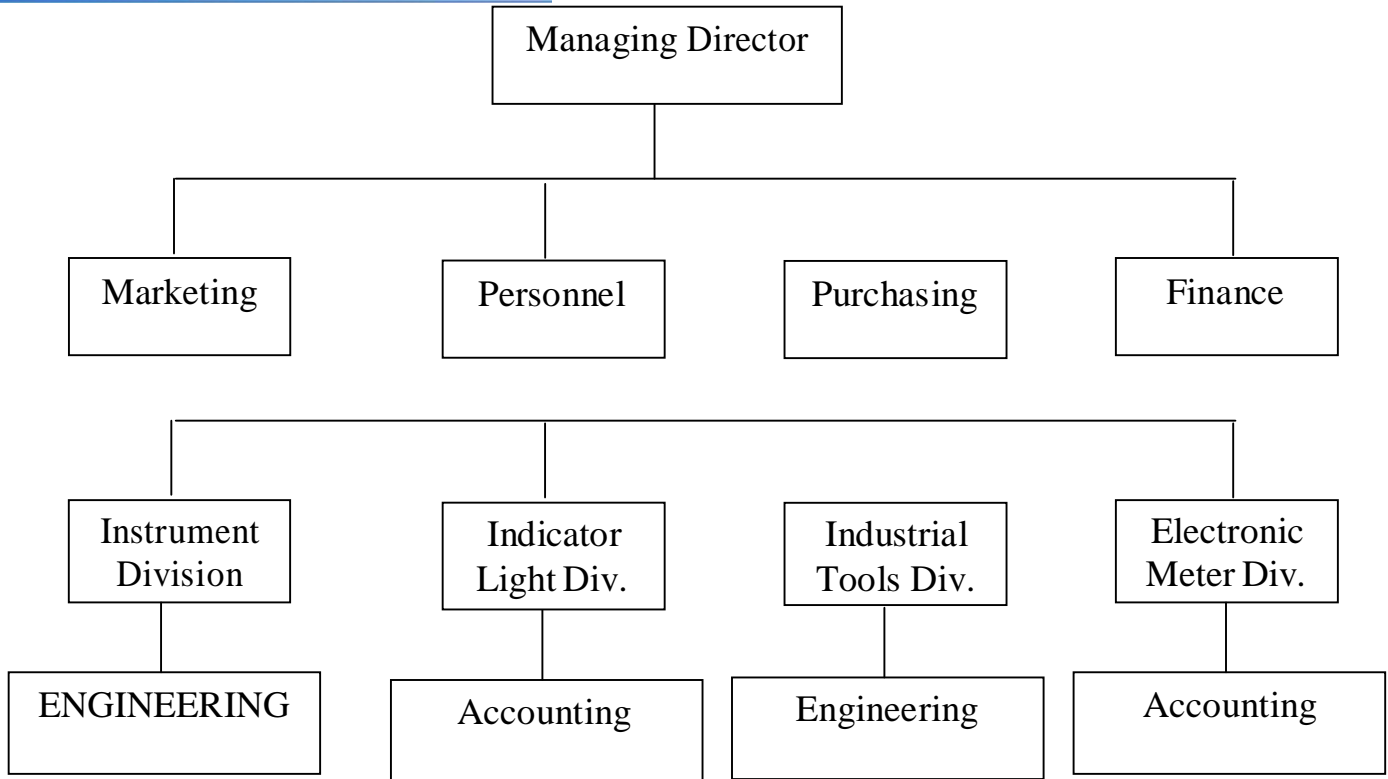 Managing Director
Marketing
Personnel
Purchasing
Finance
Instrument
Division
Indicator
Light Div.
Industrial
Tools Div.
Electronic
Meter Div.
ENGINEERING
Accounting
Engineering
Accounting